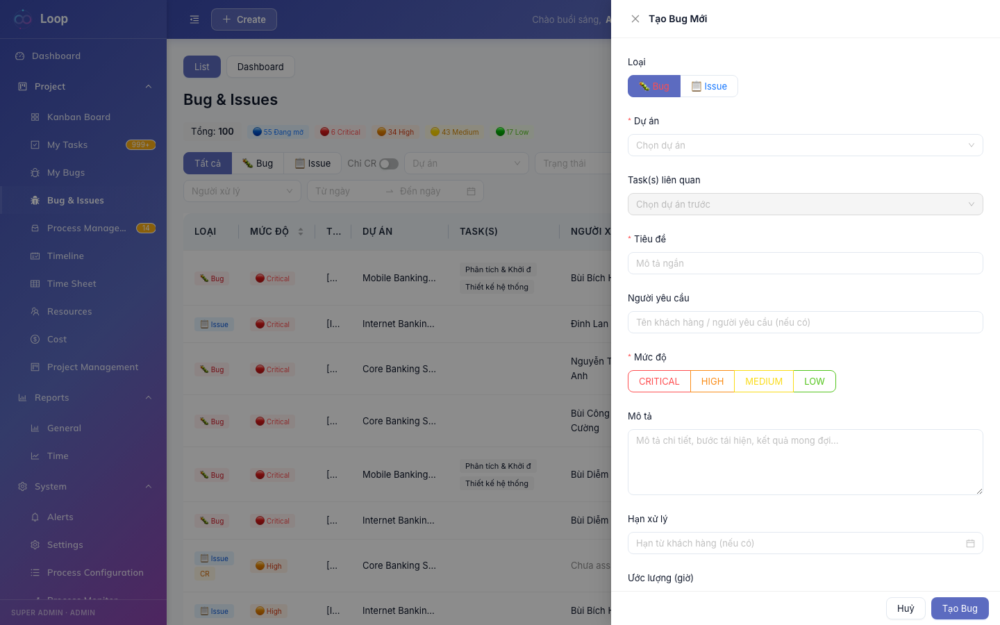 Loop
Create
Chào buổi sáng, A
Dashboard
Project
Kanban Board
My Tasks 999+
My Bugs
Bug & Issues
Process Manage... 14
Timeline
Time Sheet
Resources
Cost
Project Management
Reports
General
Time
System
Alerts
Settings
Process Configuration
Process Monitor
SUPER ADMIN · ADMIN
List
Dashboard
Bug & Issues
Tổng: 100
55 Đang mở
6 Critical
34 High
43 Medium
17 Low
Tất cả
Bug
Issue
Chỉ CR
Dự án
Trạng thái
Người xử lý
Từ ngày
Đến ngày
LOẠI MỨC ĐỘ T... DỰ ÁN TASK(S) NGƯỜI X
Bug Critical [... Mobile Banking... Phân tích & Khởi đ Bùi Bích H
Thiết kế hệ thống
Issue Critical [I... Internet Bankin... Đinh Lan
Bug Critical [... Core Banking S... Nguyễn T
Anh
Bug Critical [... Core Banking S... Bùi Công
Cường
Bug Critical [... Mobile Banking... Phân tích & Khởi đ Bùi Diễm
Thiết kế hệ thống
Bug Critical [... Internet Bankin... Bùi Diễm
Issue High [... Core Banking S... Chưa ass
CR
Issue High [I... Internet Bankin... Bùi Bích H
Tạo Bug Mới
Loại
Bug
Issue
* Dự án
Chọn dự án
Task(s) liên quan
Chọn dự án trước
* Tiêu đề
Mô tả ngắn
Người yêu cầu
Tên khách hàng / người yêu cầu (nếu có)
* Mức độ
CRITICAL HIGH MEDIUM LOW
Mô tả
Mô tả chi tiết, bước tái hiện, kết quả mong đợi...
Hạn xử lý
Hạn từ khách hàng (nếu có)
Ước lượng (giờ)
Huỷ
Tạo Bug